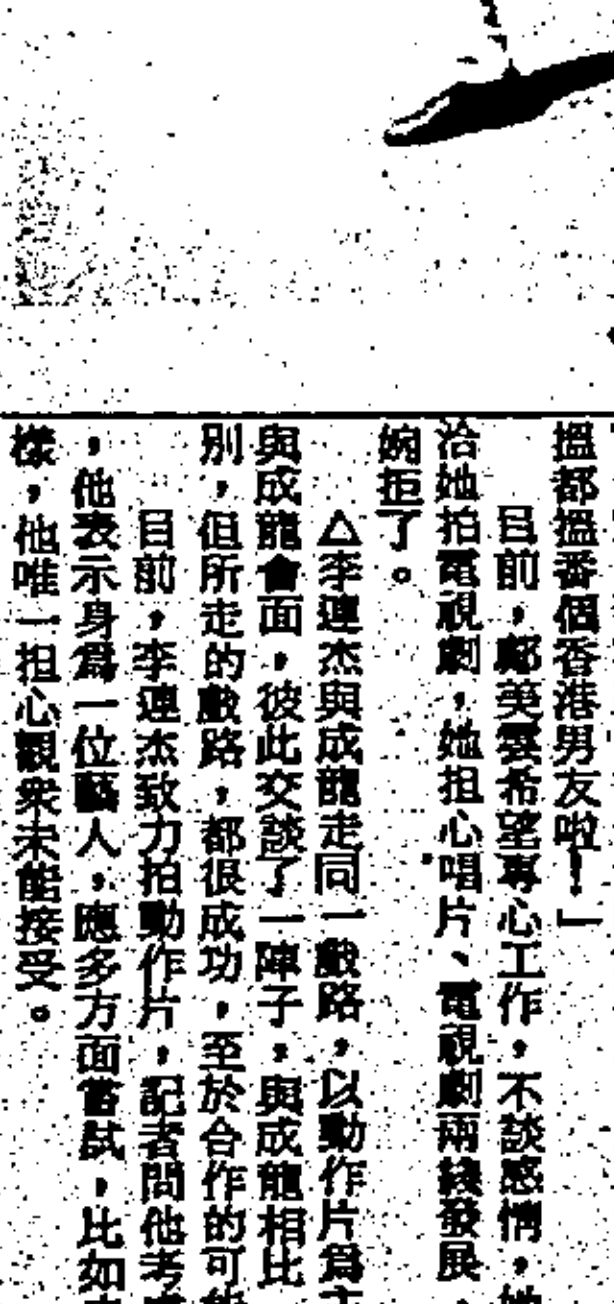 搵都搵番個香港男友啦！」
目前，鄺美雲希望專心工作，不談感情，她
洽她拍電視劇，她担心唱片、電視劇兩綫發展，
婉拒了。
△李連杰與成龍走同一戲路，以動作片爲主
與成龍會面，彼此交談了一陣子，與成龍相比
別，但所走的戲路，都很成功，至於合作的可能
目前，李連杰致力拍動作片，記者問他考慮
，他表示身爲一位藝人，應多方面嘗試，比如
樣，他唯一担心觀衆未能接受。